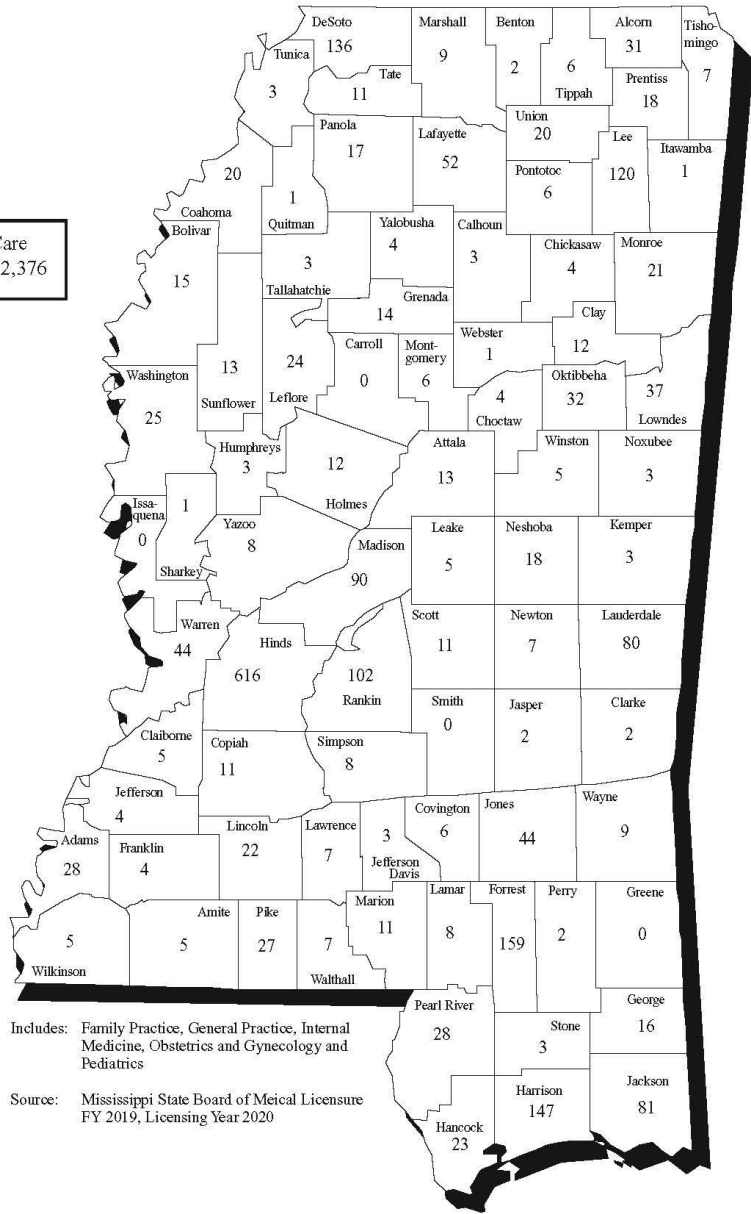 DeSoto
136
Marshall
9
Benton
2
6
Tippah
Alcorn
31
Tisho-
mingo
7
Tunica
3
Tate
11
Prentiss
18
Panola
17
Lafayette
52
Union
20
Lee
120
Itawamba
1
Pontotoc
6
20
Coahoma
1
Quitman
Care
2,376
Bolivar
15
3
Tallahatchie
Yalobusha
4
Calhoun
3
Chickasaw
4
Monroe
21
Grenada
14
Clay
12
13
Sunflower
24
Leflore
Carroll
0
Mont-
gomery
6
Webster
1
4
Choctaw
Oktibbeha
32
37
Lowndes
Washington
25
Humphreys
3
12
Holmes
Attala
13
Winston
5
Noxubee
3
Issa-
quena
0
1
Sharkey
Yazoo
8
Madison
90
Leake
5
Neshoba
18
Kemper
3
Warren
44
Hinds
616
102
Rankin
Scott
11
Newton
7
Lauderdale
80
Smith
0
Jasper
2
Clarke
2
Claiborne
5
Copiah
11
Simpson
8
Jefferson
4
Lincoln
22
Lawrence
7
3
Jefferson
Davis
Covington
6
Jones
44
Wayne
9
Adams
28
Franklin
4
5
Wilkinson
Amite
5
Pike
27
7
Walthall
Marion
11
Lamar
8
Forrest
159
Perry
2
Greene
0
Pearl River
28
Stone
3
George
16
Hancock
23
Harrison
147
Jackson
81
Includes: Family Practice, General Practice, Internal
Medicine, Obstetrics and Gynecology and
Pediatrics
Source: Mississippi State Board of Meical Licensure
FY 2019, Licensing Year 2020